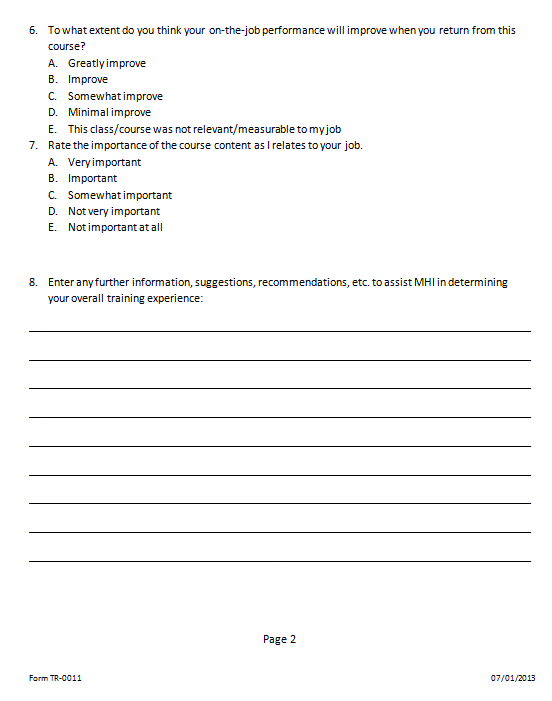 6. To what extent do you think your on-the-job performance will improve when you return from this
course?
A. Greatly improve
B. Improve
C. Somewhat improve
D. Minimal improve
E. This class/course was not relevant/measurable to my job
7. Rate the importance of the course content as I relates to your job.
A. Very important
B. Important
C. Somewhat important
D. Not very important
E. Not important at all
8. Enter any further information, suggestions, recommendations, etc. to assist MHI in determining
your overall training experience:
Page 2
Form TR-0011 07/01/2013